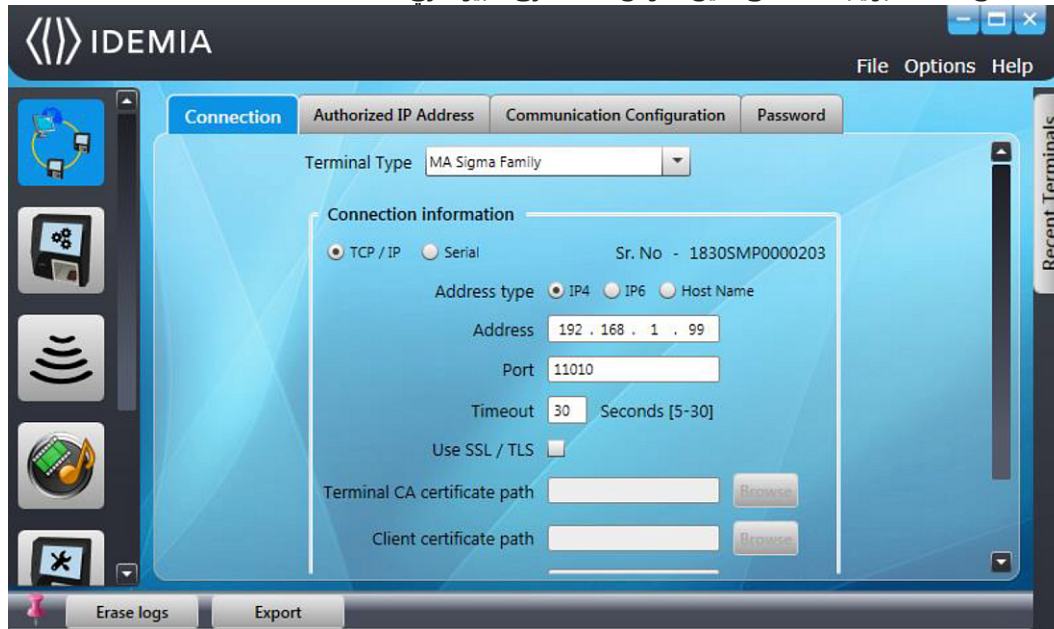 IDEMIA
File Options Help
Connection Authorized IP Address Communication Configuration Password
Recent Terminals
Terminal Type MA Sigma Family
Connection information
TCP / IP Serial Sr. No - 1830SMP0000203
Address type IP4 IP6 Host Name
Address 192 . 168 . 1 . 99
Port 11010
Timeout 30 Seconds [5-30]
Use SSL / TLS
Terminal CA certificate path Browse
Client certificate path Browse
Erase logs Export